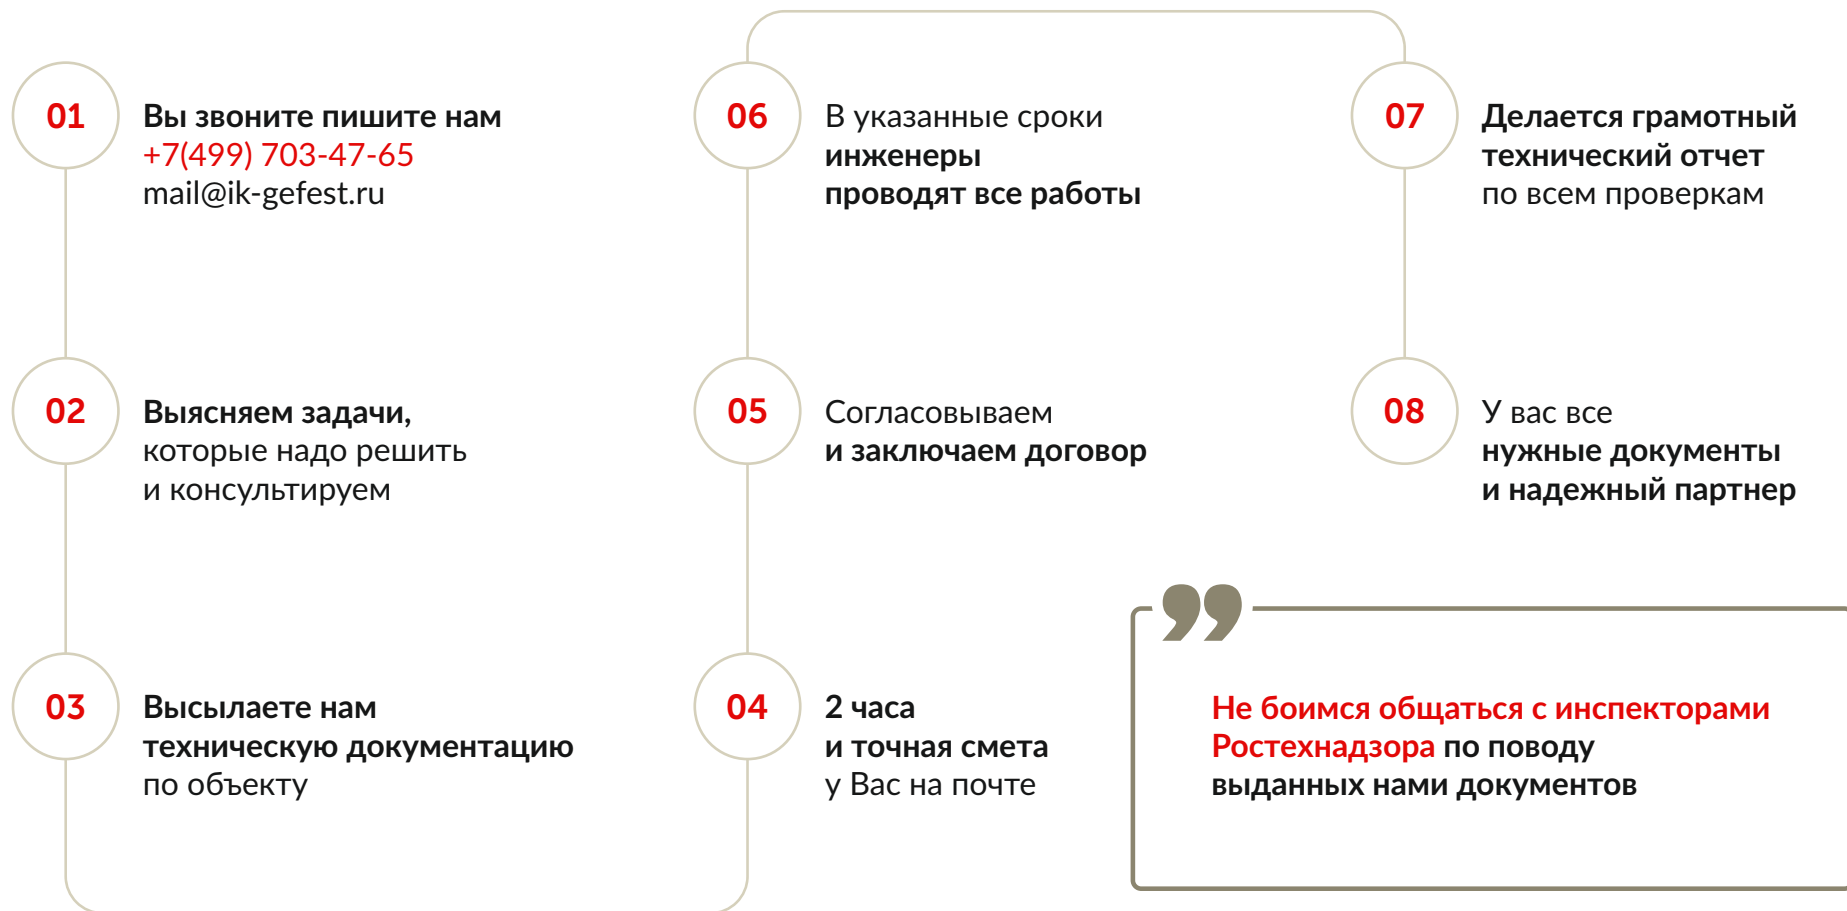 01
Вы звоните пишите нам
+7(499) 703-47-65
mail@ik-gefest.ru
02
Выясняем задачи,
которые надо решить
и консультируем
03
Высылаете нам
техническую документацию
по объекту
04
2 часа
и точная смета
у Вас на почте
05
Согласовываем
и заключаем договор
06
В указанные сроки
инженеры
проводят все работы
07
Делается грамотный
технический отчет
по всем проверкам
08
У вас все
нужные документы
и надежный партнер
”
Не боимся общаться с инспекторами
Ростехнадзора по поводу
выданных нами документов